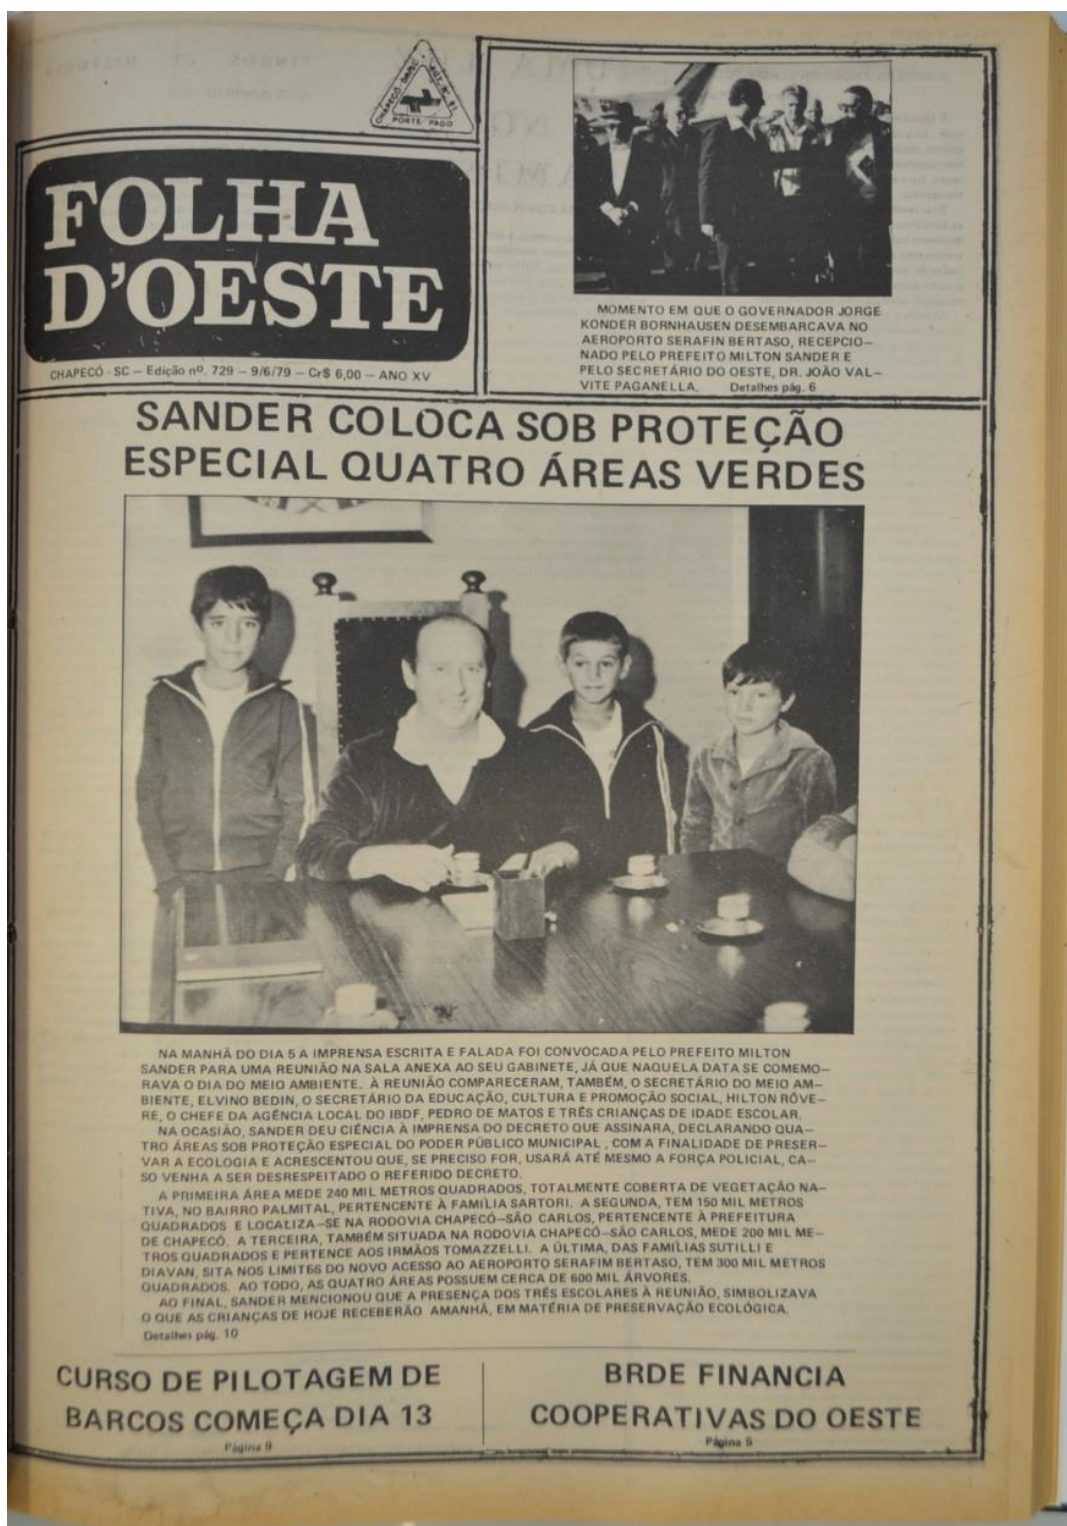 CHAPECÓ DR/SC AUT. Nº 91
PORTE PAGO
FOLHA
D'OESTE
CHAPECÓ - SC – Edição nº. 729 – 9/6/79 – Cr$ 6,00 – ANO XV
MOMENTO EM QUE O GOVERNADOR JORGE
KONDER BORNHAUSEN DESEMBARCAVA NO
AEROPORTO SERAFIN BERTASO, RECEPCIO–
NADO PELO PREFEITO MILTON SANDER E
PELO SECRETÁRIO DO OESTE, DR. JOÃO VAL–
VITE PAGANELLA. Detalhes pág. 6
SANDER COLOCA SOB PROTEÇÃO
ESPECIAL QUATRO ÁREAS VERDES
NA MANHÃ DO DIA 5 A IMPRENSA ESCRITA E FALADA FOI CONVOCADA PELO PREFEITO MILTON
SANDER PARA UMA REUNIÃO NA SALA ANEXA AO SEU GABINETE, JÁ QUE NAQUELA DATA SE COMEMO–
RAVA O DIA DO MEIO AMBIENTE. À REUNIÃO COMPARECERAM, TAMBÉM, O SECRETÁRIO DO MEIO AM–
BIENTE, ELVINO BEDIN, O SECRETÁRIO DA EDUCAÇÃO, CULTURA E PROMOÇÃO SOCIAL, HILTON RÔVE–
RE, O CHEFE DA AGÊNCIA LOCAL DO IBDF, PEDRO DE MATOS E TRÊS CRIANÇAS DE IDADE ESCOLAR.
NA OCASIÃO, SANDER DEU CIÊNCIA À IMPRENSA DO DECRETO QUE ASSINARA, DECLARANDO QUA–
TRO ÁREAS SOB PROTEÇÃO ESPECIAL DO PODER PÚBLICO MUNICIPAL , COM A FINALIDADE DE PRESER–
VAR A ECOLOGIA E ACRESCENTOU QUE, SE PRECISO FOR, USARÁ ATÉ MESMO A FORÇA POLICIAL, CA–
SO VENHA A SER DESRESPEITADO O REFERIDO DECRETO.
A PRIMEIRA ÁREA MEDE 240 MIL METROS QUADRADOS, TOTALMENTE COBERTA DE VEGETAÇÃO NA–
TIVA, NO BAIRRO PALMITAL, PERTENCENTE À FAMÍLIA SARTORI. A SEGUNDA, TEM 150 MIL METROS
QUADRADOS E LOCALIZA–SE NA RODOVIA CHAPECÓ–SÃO CARLOS, PERTENCENTE À PREFEITURA
DE CHAPECÓ. A TERCEIRA, TAMBÉM SITUADA NA RODOVIA CHAPECÓ–SÃO CARLOS, MEDE 200 MIL ME–
TROS QUADRADOS E PERTENCE AOS IRMÃOS TOMAZZELLI. A ÚLTIMA, DAS FAMÍLIAS SUTILLI E
DIAVAN, SITA NOS LIMITES DO NOVO ACESSO AO AEROPORTO SERAFIM BERTASO, TEM 300 MIL METROS
QUADRADOS. AO TODO, AS QUATRO ÁREAS POSSUEM CERCA DE 600 MIL ÁRVORES.
AO FINAL, SANDER MENCIONOU QUE A PRESENÇA DOS TRÊS ESCOLARES À REUNIÃO, SIMBOLIZAVA
O QUE AS CRIANÇAS DE HOJE RECEBERÃO AMANHÃ, EM MATÉRIA DE PRESERVAÇÃO ECOLÓGICA.
Detalhes pág. 10
CURSO DE PILOTAGEM DE
BARCOS COMEÇA DIA 13
Página 9
BRDE FINANCIA
COOPERATIVAS DO OESTE
Página 5